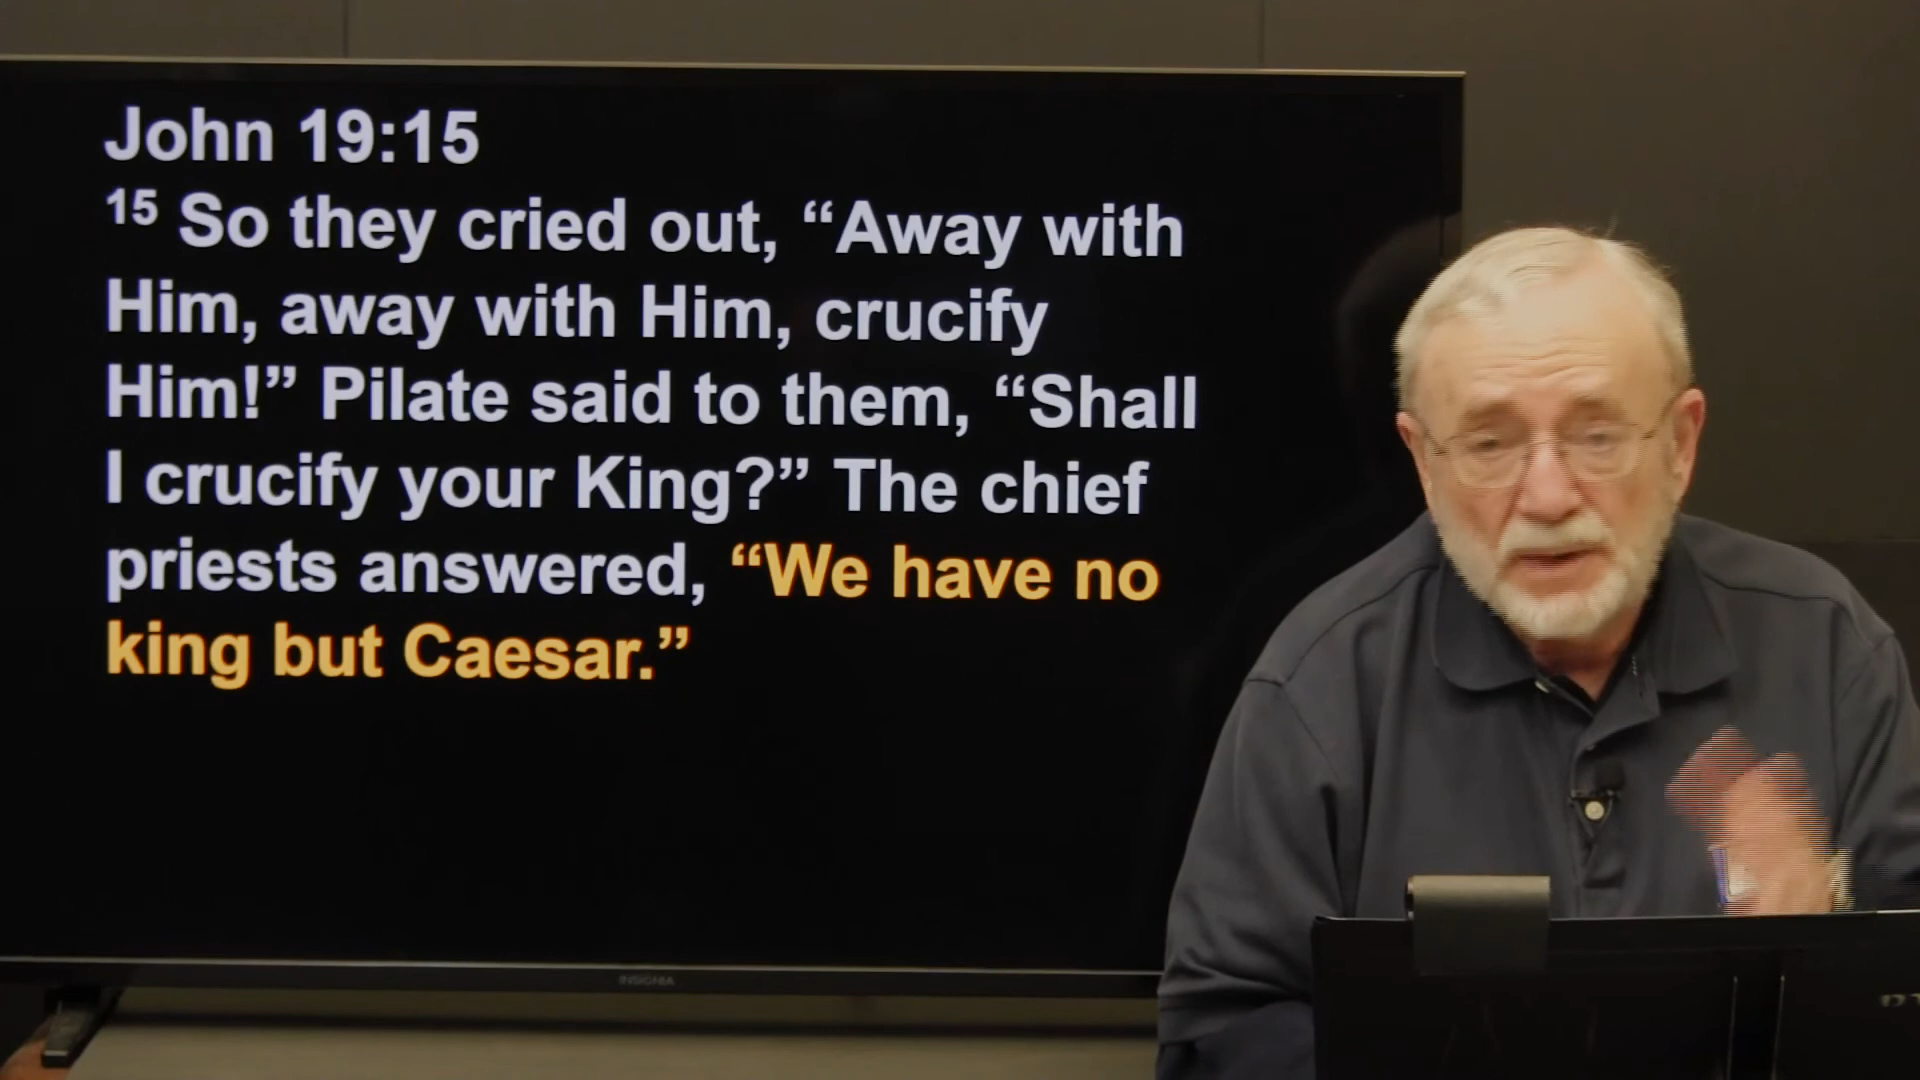 John 19:15
15 So they cried out, “Away with
Him, away with Him, crucify
Him!” Pilate said to them, “Shall
I crucify your King?” The chief
priests answered, “We have no
king but Caesar.”
INSIGNIA